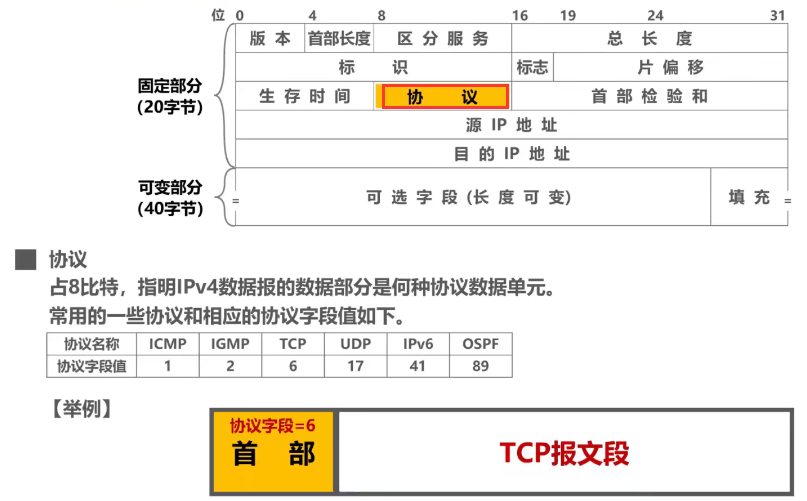 位 0 4 8 16 19 24 31
版 本 首部长度 区 分 服 务 总 长 度
标 识 标志 片 偏 移
固定部分
(20字节)
生 存 时 间 协 议 首 部 检 验 和
源 IP 地 址
目 的 IP 地 址
可变部分
(40字节)
= 可 选 字 段 (长 度 可 变) 填 充 =
协议
占8比特，指明IPv4数据报的数据部分是何种协议数据单元。
常用的一些协议和相应的协议字段值如下。
协议名称 ICMP IGMP TCP UDP IPv6 OSPF
协议字段值 1 2 6 17 41 89
【举例】
协议字段=6
首 部
TCP报文段